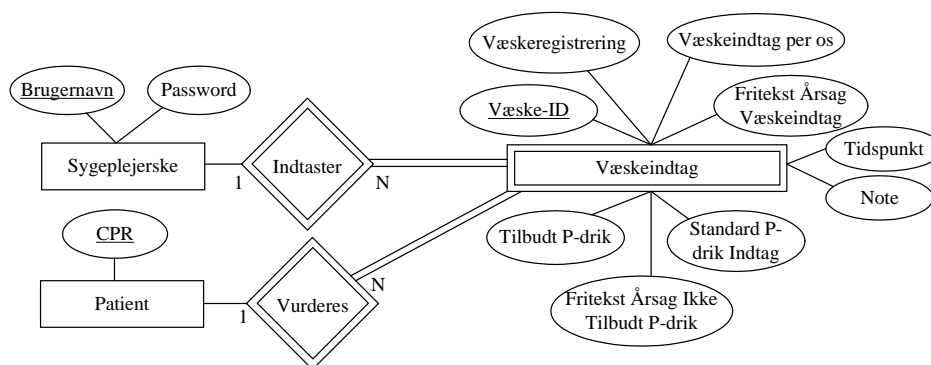 Væskeregistrering
Væskeindtag per os
Brugernavn
Password
Væske-ID
Fritekst Årsag
Væskeindtag
Sygeplejerske
1
Indtaster
N
Væskeindtag
Tidspunkt
Note
CPR
Tilbudt P-drik
Standard P-
drik Indtag
Patient
1
Vurderes
N
Fritekst Årsag Ikke
Tilbudt P-drik